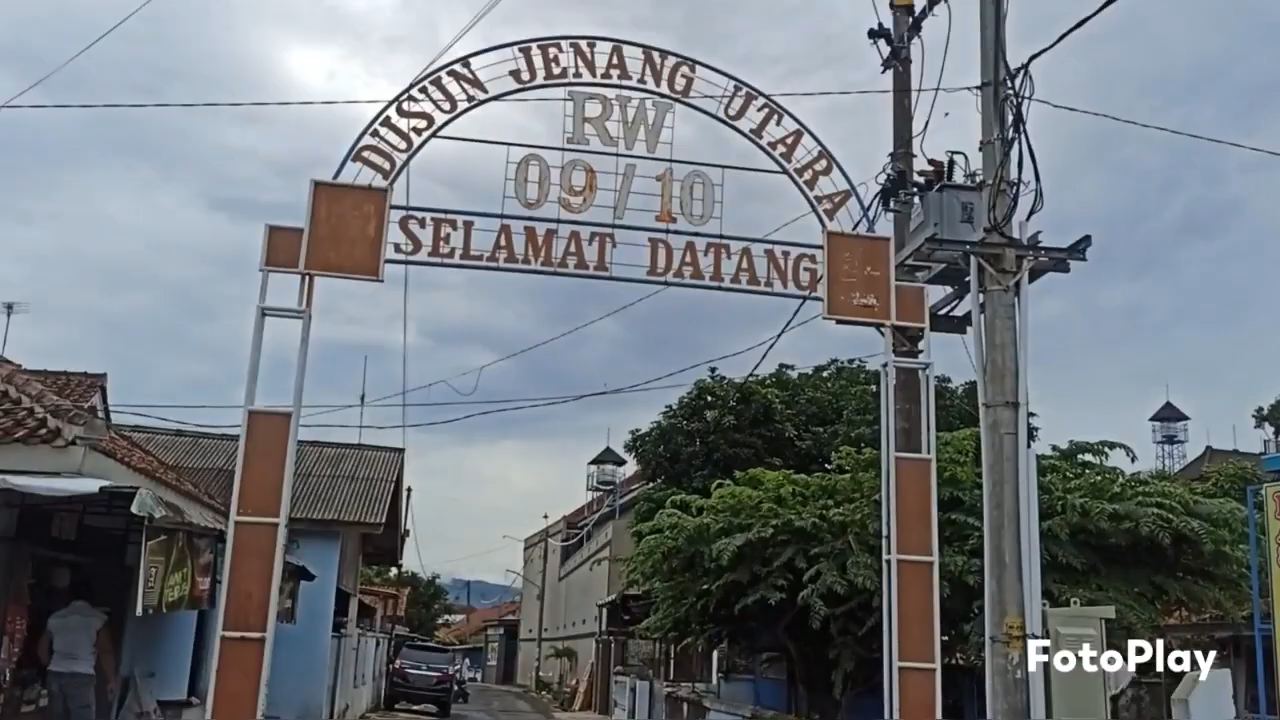 DUSUN JENANG UTARA
RW
09/10
SELAMAT DATANG
FotoPlay